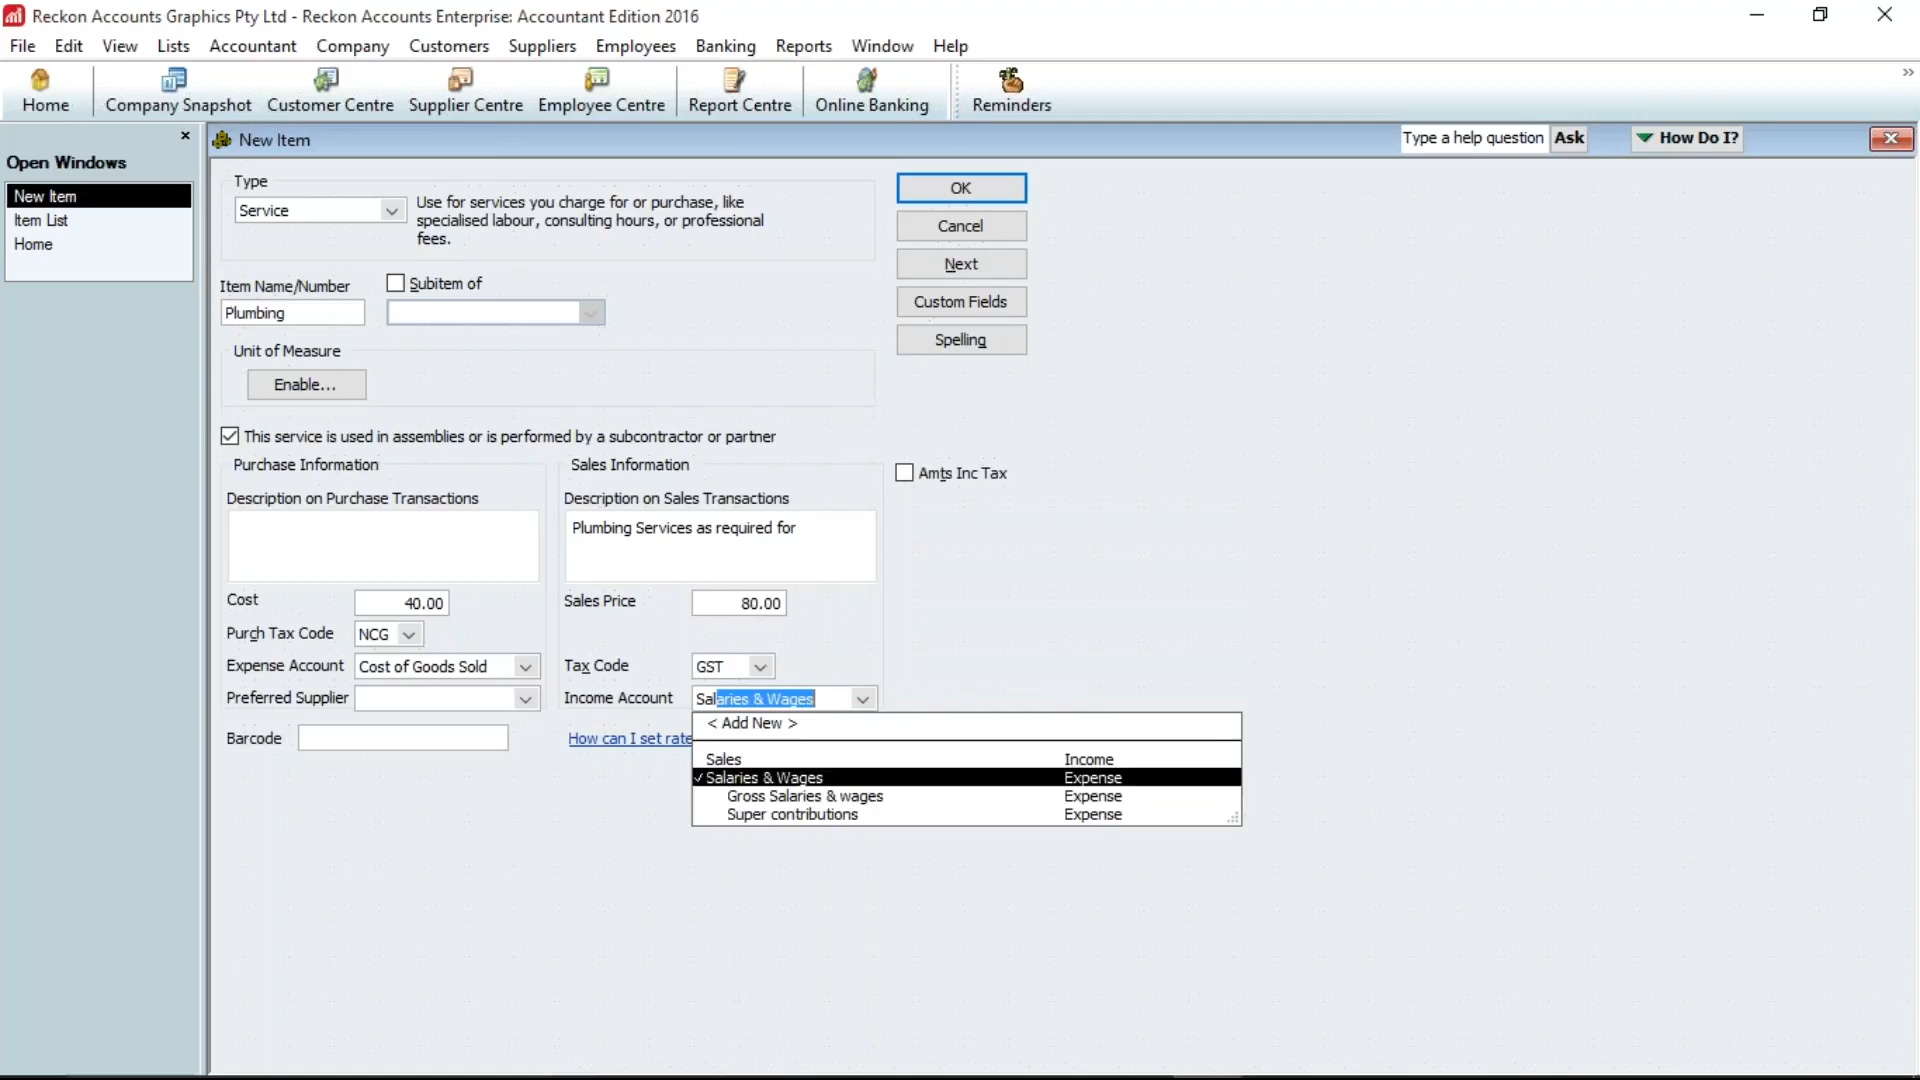 Reckon Accounts Graphics Pty Ltd - Reckon Accounts Enterprise: Accountant Edition 2016
File Edit View Lists Accountant Company Customers Suppliers Employees Banking Reports Window Help
Home Company Snapshot Customer Centre Supplier Centre Employee Centre Report Centre Online Banking Reminders
Open Windows
New Item
Item List
Home
New Item
Type a help question Ask How Do I?
Type
Service
Use for services you charge for or purchase, like
specialised labour, consulting hours, or professional
fees.
OK
Cancel
Next
Custom Fields
Spelling
Item Name/Number
Subitem of
Plumbing
Unit of Measure
Enable...
This service is used in assemblies or is performed by a subcontractor or partner
Purchase Information
Description on Purchase Transactions
Cost 40.00
Purch Tax Code NCG
Expense Account Cost of Goods Sold
Preferred Supplier
Barcode
Sales Information
Description on Sales Transactions
Plumbing Services as required for
Sales Price 80.00
Tax Code GST
Income Account Salaries & Wages
How can I set rate
Amts Inc Tax
< Add New >
Sales Income
Salaries & Wages Expense
Gross Salaries & wages Expense
Super contributions Expense